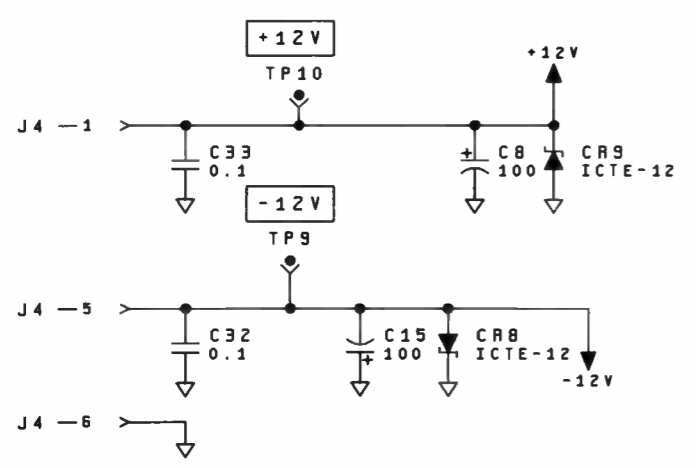 +12V
TP10
+12V
J4 — 1
C33
0.1
+
C8
100
CR9
ICTE-12
-12V
TP9
J4 — 5
C32
0.1
C15
+
100
CR8
ICTE-12
-12V
J4 — 6